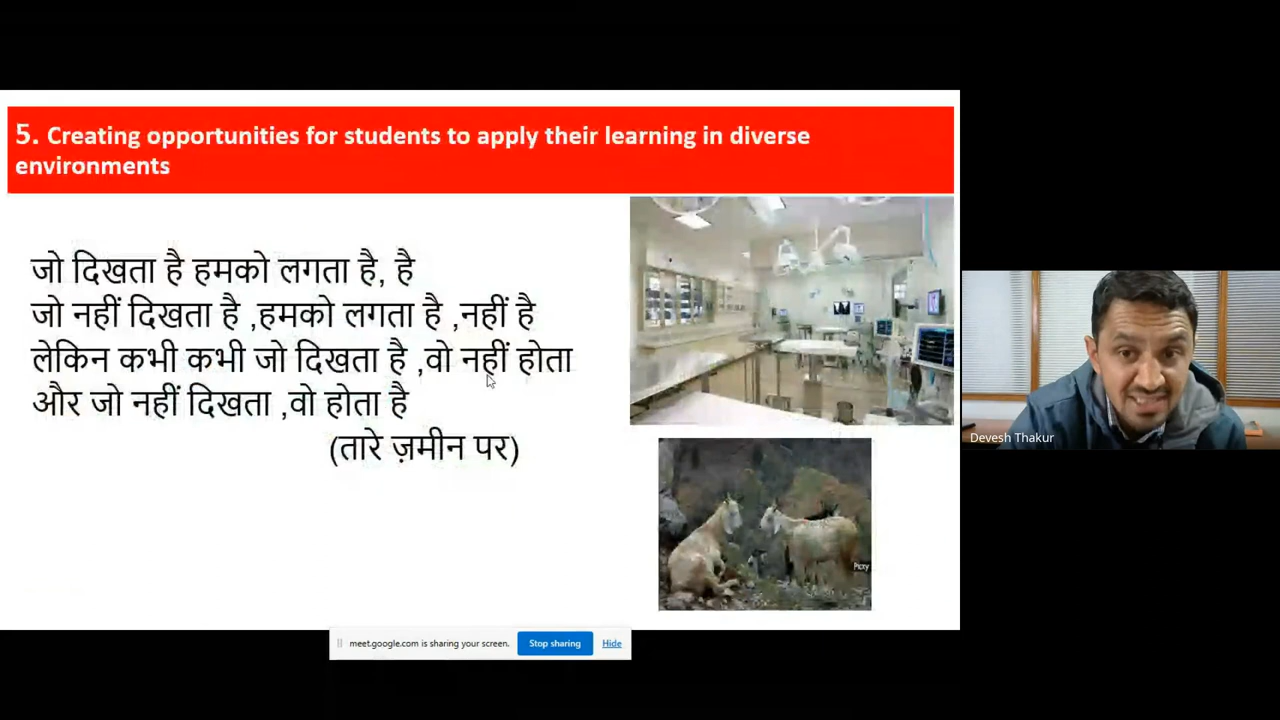 5. Creating opportunities for students to apply their learning in diverse
environments
जो दिखता है हमको लगता है, है
जो नहीं दिखता है ,हमको लगता है ,नहीं है
लेकिन कभी कभी जो दिखता है ,वो नहीं होता
और जो नहीं दिखता ,वो होता है
(तारे ज़मीन पर)
Pixxy
Devesh Thakur
meet.google.com is sharing your screen.
Stop sharing
Hide